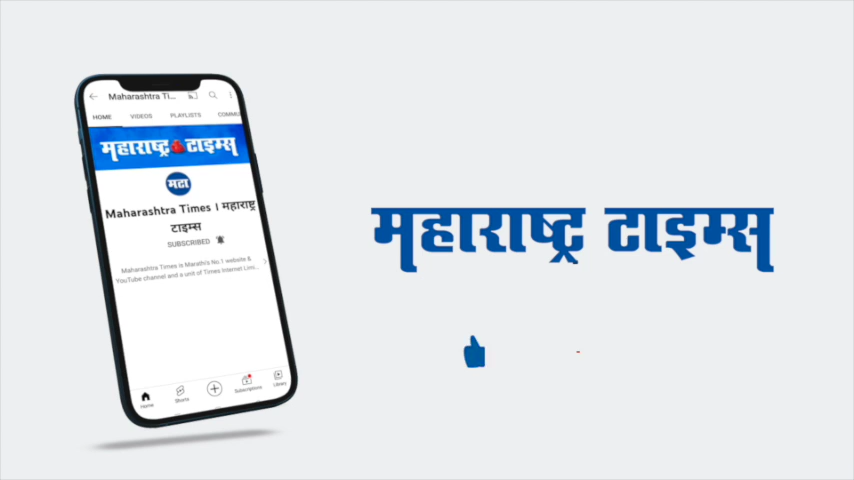 Maharashtra Ti...
HOME VIDEOS PLAYLISTS COMMU
महाराष्ट्र टाइम्स
मटा
Maharashtra Times । महाराष्ट्र
टाइम्स
SUBSCRIBED
Maharashtra Times is Marathi's No.1 website &
YouTube channel and a unit of Times Internet Limi...
Home Shorts Subscriptions Library
महाराष्ट्र टाइम्स